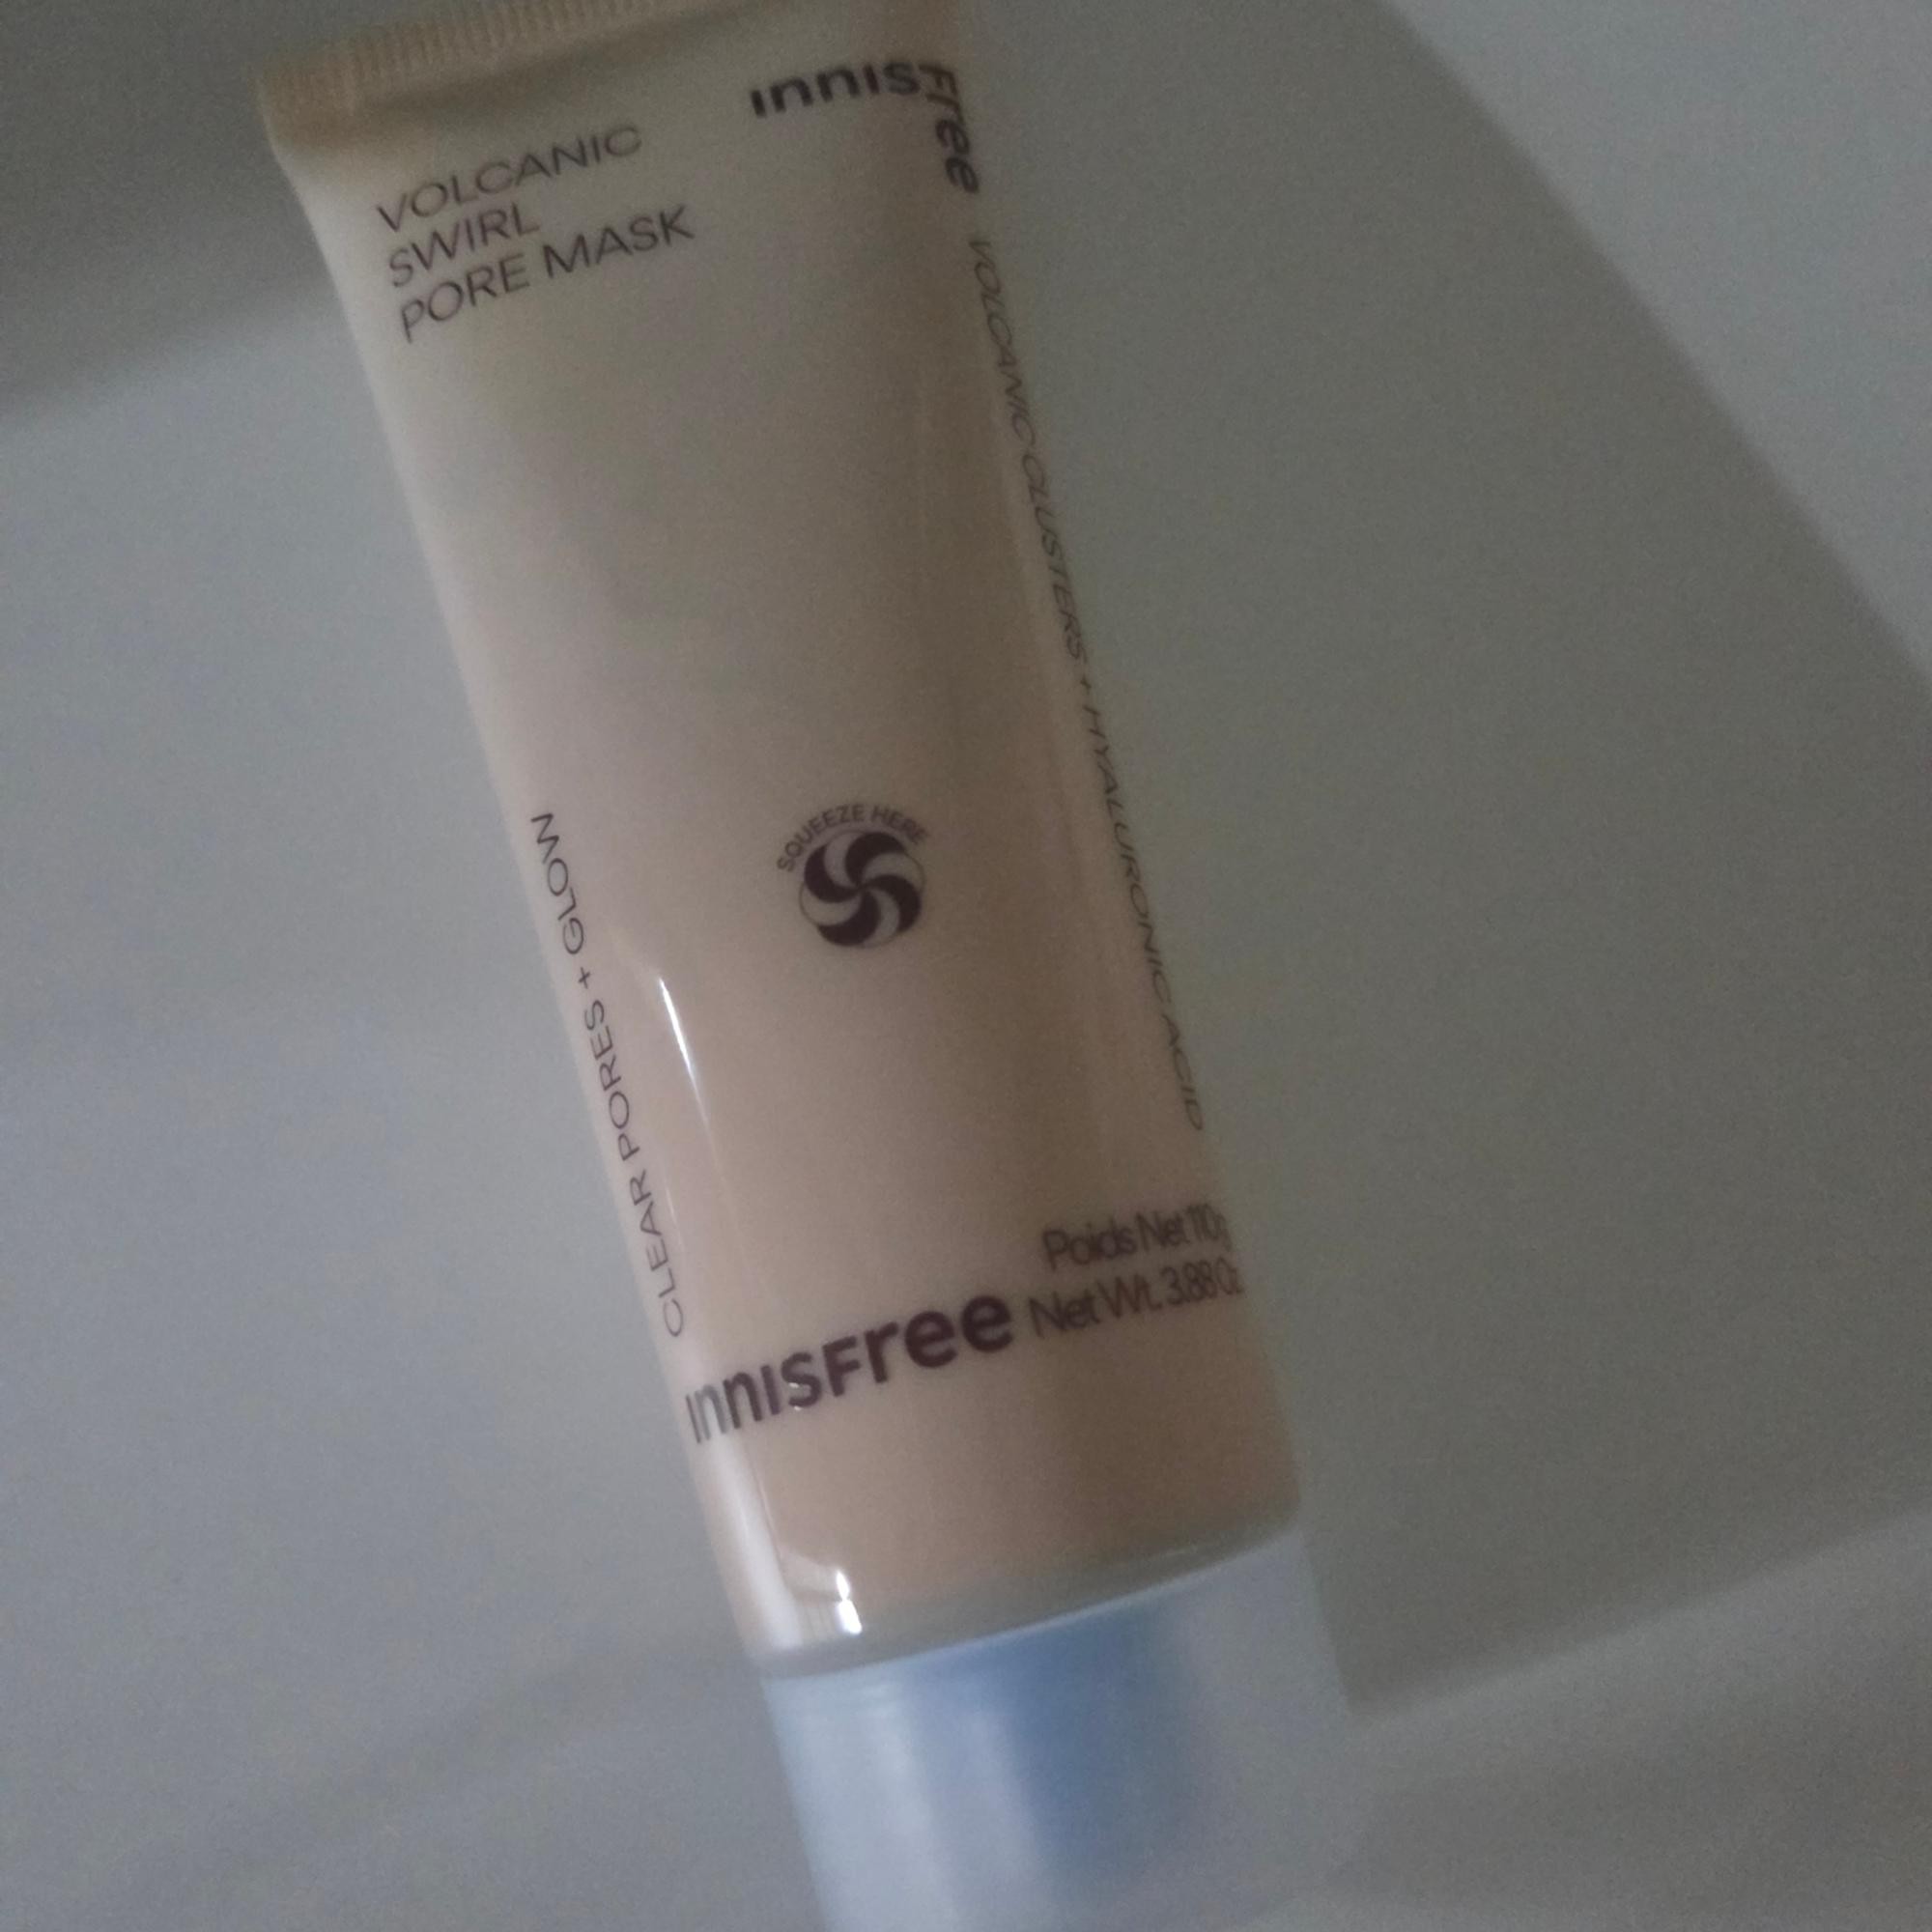 INNISFree
VOLCANIC
SWIRL
PORE MASK
VOLCANIC CLUSTERS + HYALURONIC ACID
SQUEEZE HERE
CLEAR PORES + GLOW
Poids Net 110g
Net Wt. 3.88 Oz
INNISFree